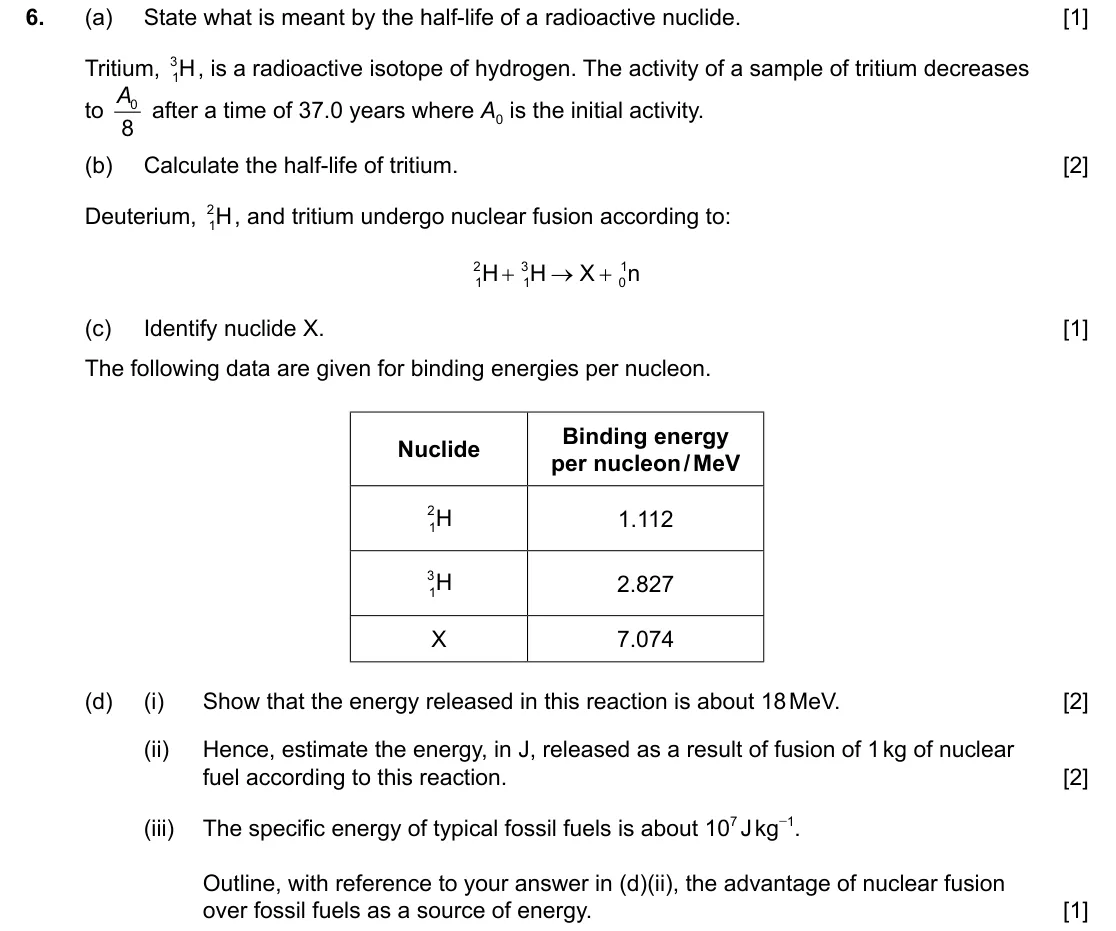 6. (a) State what is meant by the half-life of a radioactive nuclide. [1]
Tritium, ³₁H, is a radioactive isotope of hydrogen. The activity of a sample of tritium decreases
to A₀/8 after a time of 37.0 years where A₀ is the initial activity.
(b) Calculate the half-life of tritium. [2]
Deuterium, ²₁H, and tritium undergo nuclear fusion according to:
²₁H + ³₁H → X + ¹₀n
(c) Identify nuclide X. [1]
The following data are given for binding energies per nucleon.
Nuclide Binding energy
per nucleon / MeV
²₁H 1.112
³₁H 2.827
X 7.074
(d) (i) Show that the energy released in this reaction is about 18 MeV. [2]
(ii) Hence, estimate the energy, in J, released as a result of fusion of 1 kg of nuclear
fuel according to this reaction. [2]
(iii) The specific energy of typical fossil fuels is about 10⁷ J kg⁻¹.
Outline, with reference to your answer in (d)(ii), the advantage of nuclear fusion
over fossil fuels as a source of energy. [1]